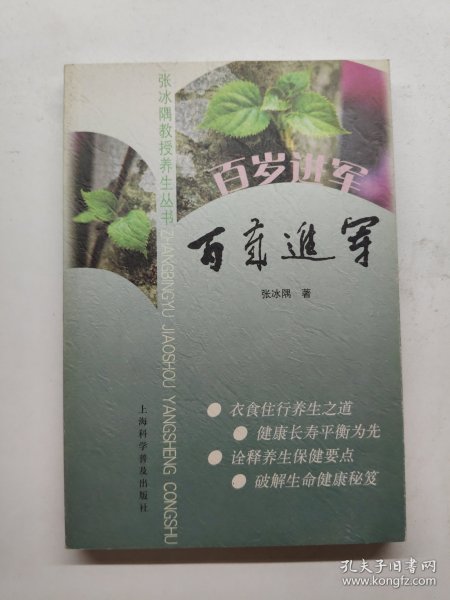 张冰隅教授养生丛书
ZHANGBINGYU JIAOSHOU YANGSHENG CONGSHU
百岁进军
百歲進軍
张冰隅 著
衣食住行养生之道
健康长寿平衡为先
诠释养生保健要点
破解生命健康秘笈
上海科学普及出版社
孔夫子旧书网
www.kongfz.com